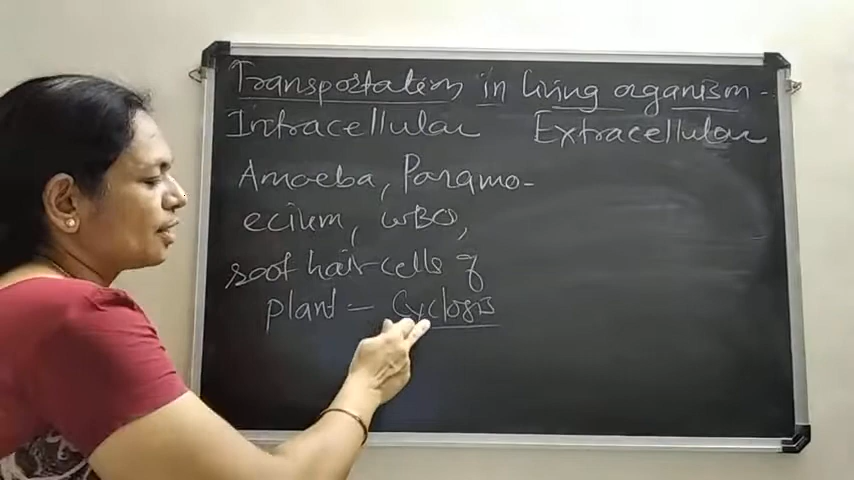 Transportation in living organism -
Intracellular Extracellular
Amoeba, Paramo-
ecium, WBC,
root hair cells of
plant - Cyclosis